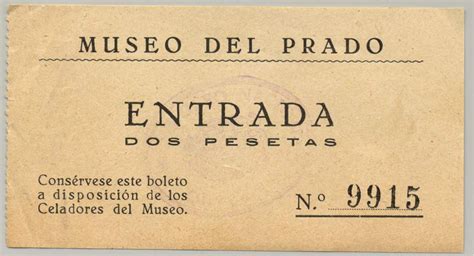 MUSEO DEL PRADO
ENTRADA
DOS PESETAS
Consérvese este boleto
a disposición de los
Celadores del Museo.
N.º 9915